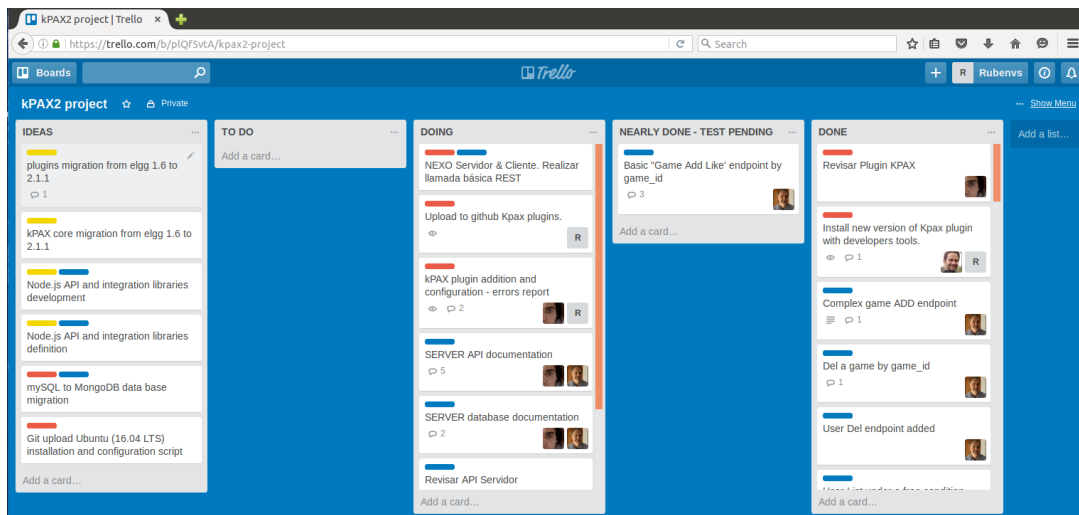 kPAX2 project | Trello
https://trello.com/b/plQf5vtA/kpax2-project
Search
Boards
Trello
R Rubenvs
kPAX2 project
Private
Show Menu
IDEAS
plugins migration from elgg 1.6 to
2.1.1
1
kPAX core migration from elgg 1.6 to
2.1.1
Node.js API and integration libraries
development
Node.js API and integration libraries
definition
mySQL to MongoDB data base
migration
Git upload Ubuntu (16.04 LTS)
installation and configuration script
Add a card...
TO DO
Add a card...
DOING
NEXO Servidor & Cliente. Realizar
llamada básica REST
Upload to github Kpax plugins.
R
kPAX plugin addition and
configuration - errors report
2
R
SERVER API documentation
5
SERVER database documentation
2
Revisar API Servidor
Add a card...
NEARLY DONE - TEST PENDING
Basic "Game Add Like' endpoint by
game_id
3
Add a card...
DONE
Revisar Plugin KPAX
Install new version of Kpax plugin
with developers tools.
1
R
Complex game ADD endpoint
1
Del a game by game_id
1
User Del endpoint added
User List under a free condition
Add a card...
Add a list...